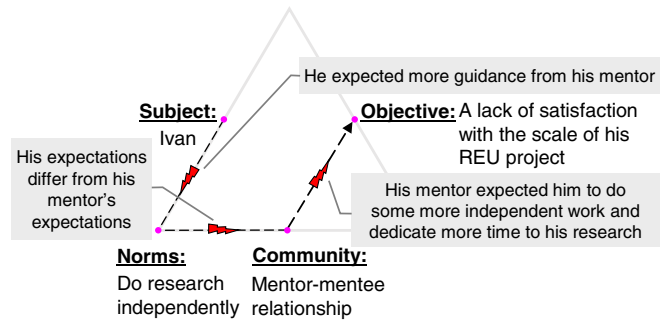 He expected more guidance from his mentor
Subject:
Ivan
Objective: A lack of satisfaction
with the scale of his
REU project
His expectations
differ from his
mentor's
expectations
His mentor expected him to do
some more independent work and
dedicate more time to his research
Norms:
Do research
independently
Community:
Mentor-mentee
relationship